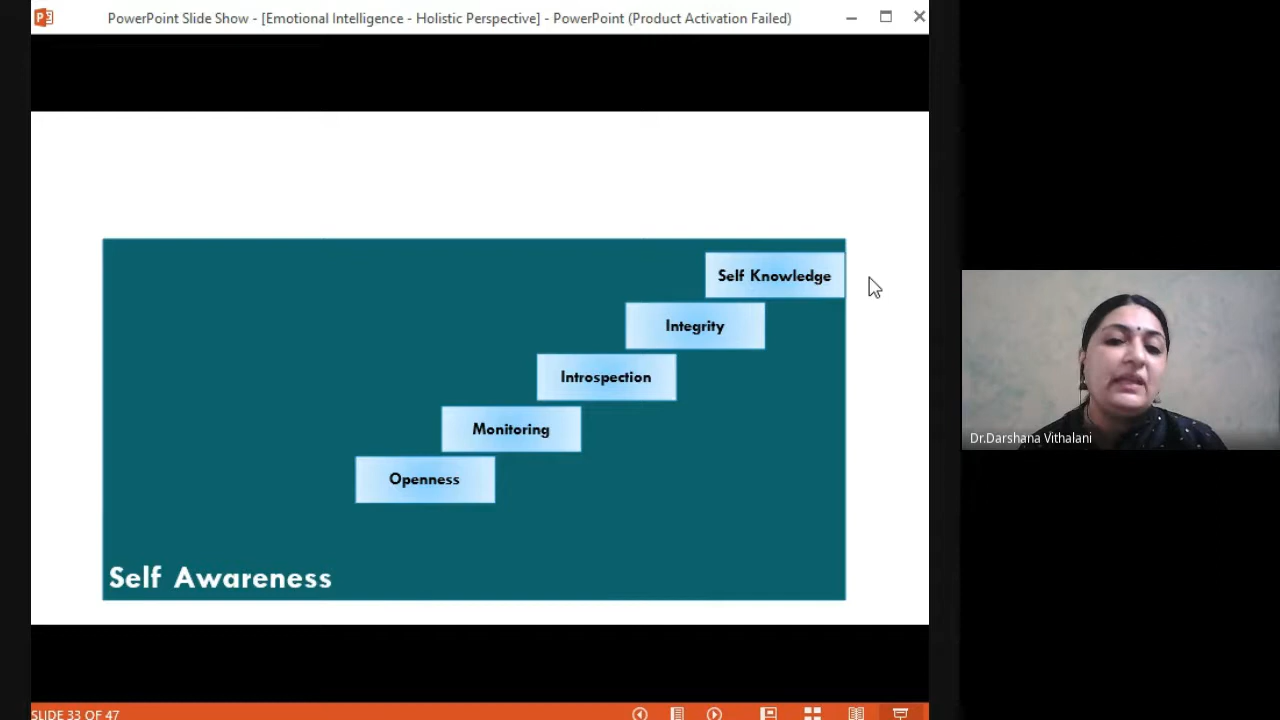 PowerPoint Slide Show - [Emotional Intelligence - Holistic Perspective] - PowerPoint (Product Activation Failed)
Self Knowledge
Integrity
Introspection
Monitoring
Openness
Self Awareness
Dr.Darshana Vithalani
SLIDE 33 OF 47